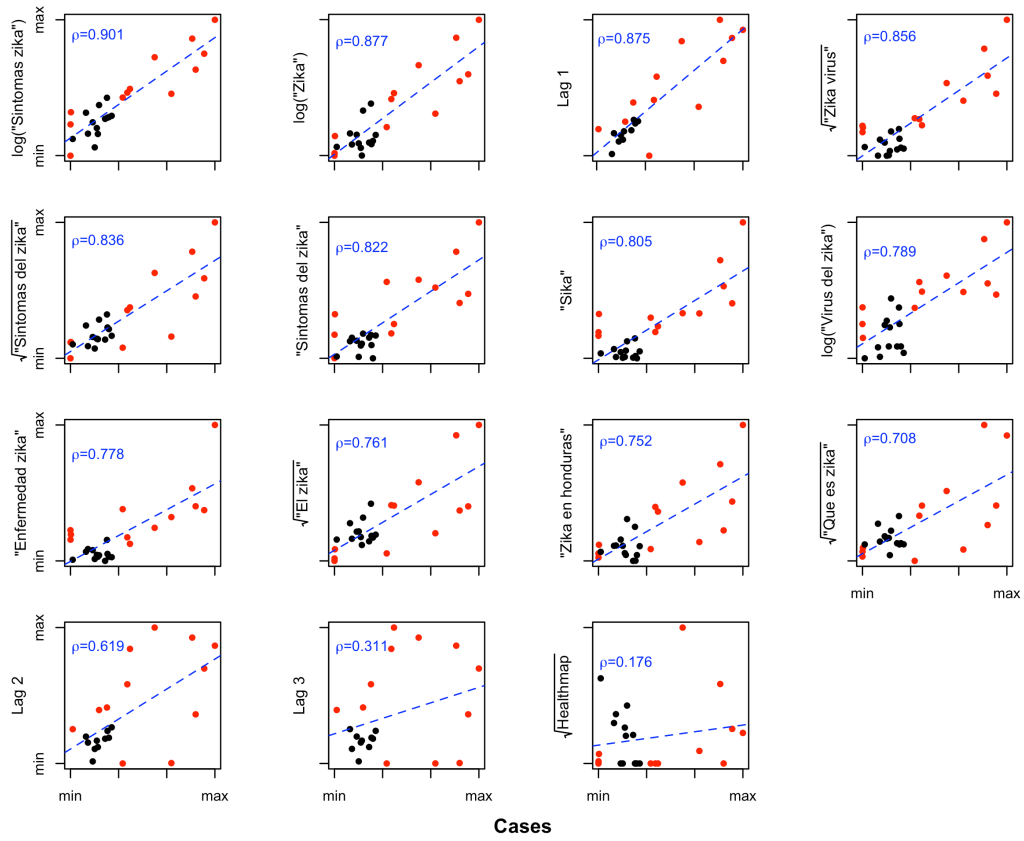 max
min
log("Sintomas zika")
ρ=0.901
log("Zika")
ρ=0.877
Lag 1
ρ=0.875
√"Zika virus"
ρ=0.856
max
min
√"Sintomas del zika"
ρ=0.836
"Sintomas del zika"
ρ=0.822
"Sika"
ρ=0.805
log("Virus del zika")
ρ=0.789
max
min
"Enfermedad zika"
ρ=0.778
√"El zika"
ρ=0.761
"Zika en honduras"
ρ=0.752
√"Que es zika"
ρ=0.708
min max
max
min
Lag 2
ρ=0.619
Lag 3
ρ=0.311
√Healthmap
ρ=0.176
min max
min max
min max
Cases